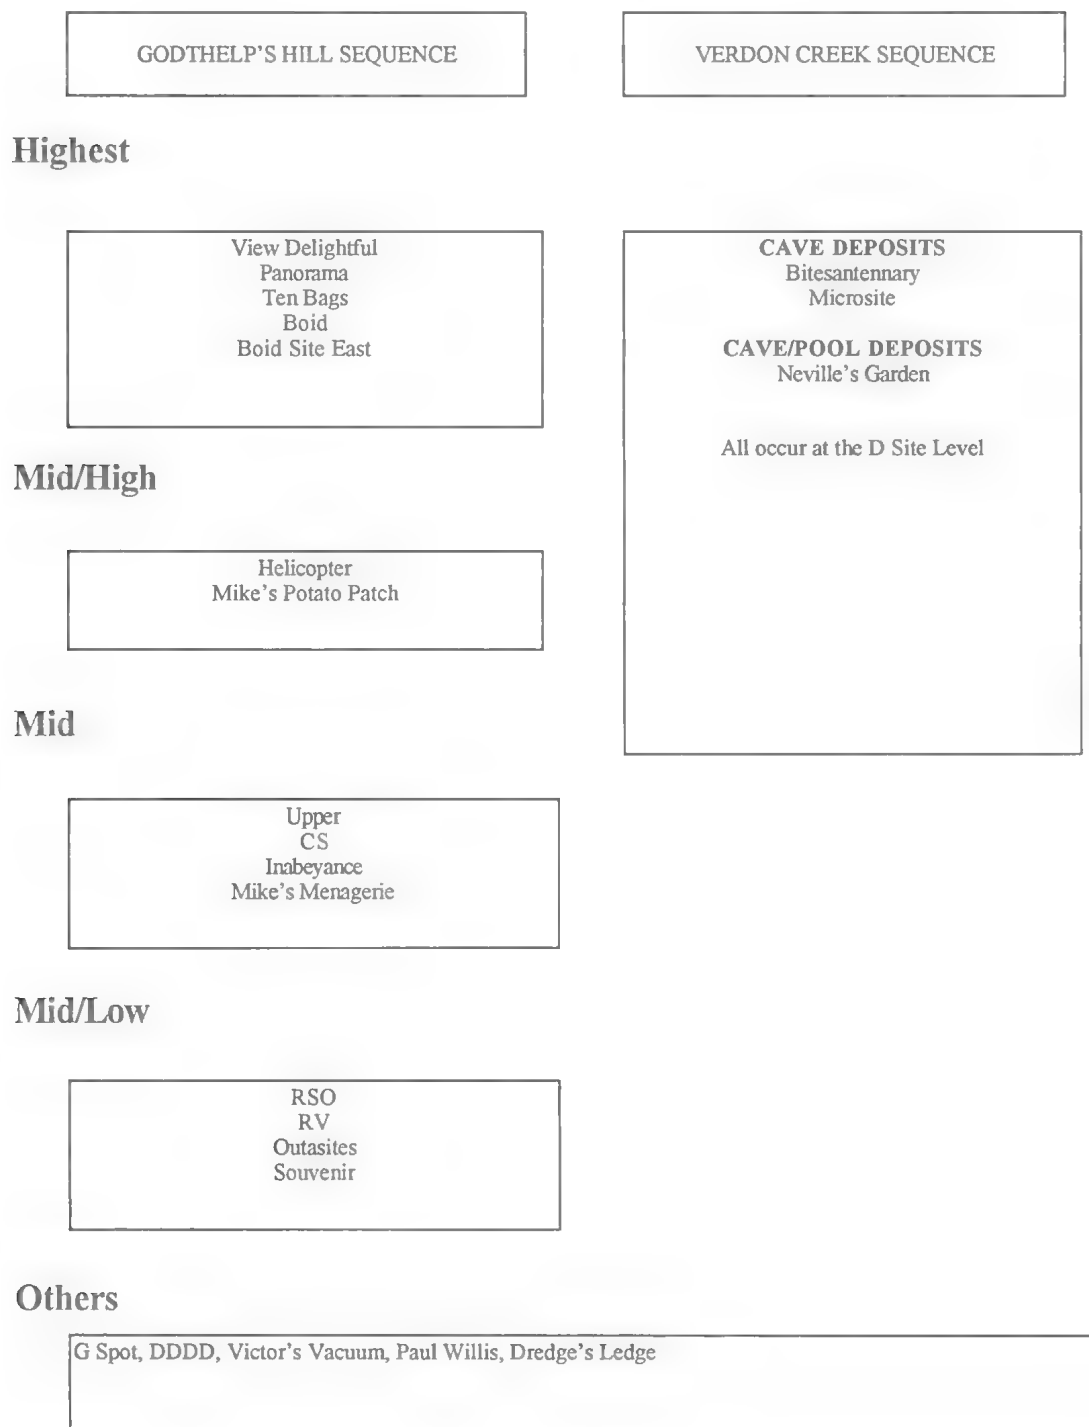 GODTHELP'S HILL SEQUENCE
VERDON CREEK SEQUENCE
Highest
View Delightful
Panorama
Ten Bags
Boid
Boid Site East
CAVE DEPOSITS
Bitesantennary
Microsite
CAVE/POOL DEPOSITS
Neville's Garden
All occur at the D Site Level
Mid/High
Helicopter
Mike's Potato Patch
Mid
Upper
CS
Inabeyance
Mike's Menagerie
Mid/Low
RSO
RV
Outasites
Souvenir
Others
G Spot, DDDD, Victor's Vacuum, Paul Willis, Dredge's Ledge